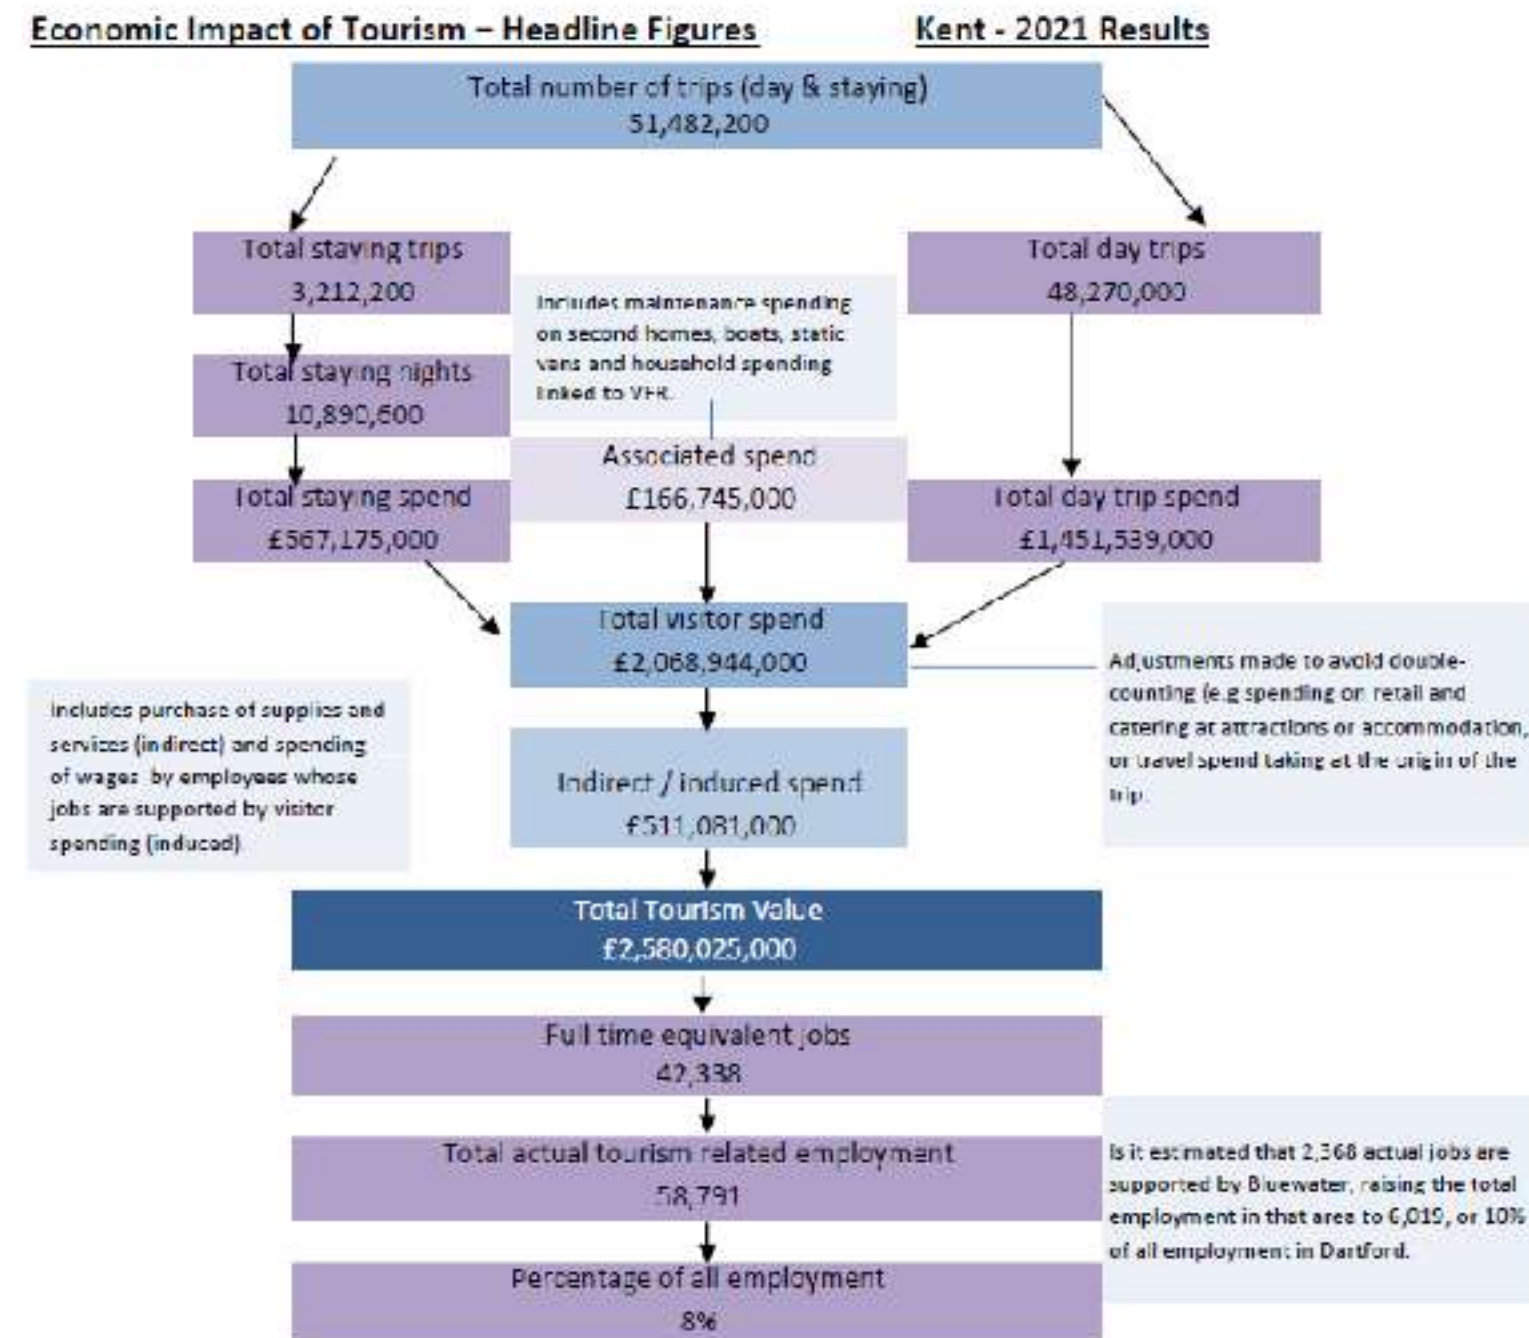 Economic Impact of Tourism – Headline Figures
Kent - 2021 Results
Total number of trips (day & staying)
51,482,200
Total staying trips
3,212,200
Total day trips
48,270,000
Includes maintenance spending
on second homes, boats, static
vans and household spending
linked to VFR.
Total staying nights
10,890,600
Associated spend
£166,745,000
Total staying spend
£567,175,000
Total day trip spend
£1,451,539,000
Total visitor spend
£2,068,944,000
Adjustments made to avoid double-
counting (e.g spending on retail and
catering at attractions or accommodation,
or travel spend taking at the origin of the
trip.
Includes purchase of supplies and
services (indirect) and spending
of wages by employees whose
jobs are supported by visitor
spending (induced)
Indirect / induced spend
£511,081,000
Total Tourism Value
£2,580,025,000
Full time equivalent jobs
42,338
Total actual tourism related employment
58,791
Is it estimated that 2,368 actual jobs are
supported by Bluewater, raising the total
employment in that area to 6,019, or 10%
of all employment in Dartford.
Percentage of all employment
8%